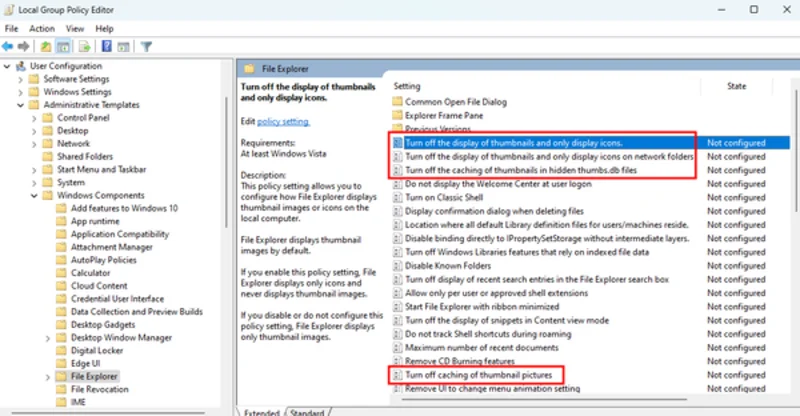 Local Group Policy Editor
File Action View Help
User Configuration
Software Settings
Windows Settings
Administrative Templates
Control Panel
Desktop
Network
Shared Folders
Start Menu and Taskbar
System
Windows Components
Add features to Windows 10
App runtime
Application Compatibility
Attachment Manager
AutoPlay Policies
Calculator
Cloud Content
Credential User Interface
Data Collection and Preview Builds
Desktop Gadgets
Desktop Window Manager
Digital Locker
Edge UI
File Explorer
File Revocation
IME
File Explorer
Turn off the display of thumbnails
and only display icons.
Edit policy setting.
Requirements:
At least Windows Vista
Description:
This policy setting allows you to
configure how File Explorer displays
thumbnail images or icons on the
local computer.
File Explorer displays thumbnail
images by default.
If you enable this policy setting, File
Explorer displays only icons and
never displays thumbnail images.
If you disable or do not configure this
policy setting, File Explorer displays
only thumbnail images.
Setting State
Common Open File Dialog
Explorer Frame Pane
Previous Versions
Turn off the display of thumbnails and only display icons. Not configured
Turn off the display of thumbnails and only display icons on network folders Not configured
Turn off the caching of thumbnails in hidden thumbs.db files Not configured
Do not display the Welcome Center at user logon Not configured
Turn on Classic Shell Not configured
Display confirmation dialog when deleting files Not configured
Location where all default Library definition files for users/machines reside. Not configured
Disable binding directly to IPropertySetStorage without intermediate layers. Not configured
Turn off Windows Libraries features that rely on indexed file data Not configured
Disable Known Folders Not configured
Turn off display of recent search entries in the File Explorer search box Not configured
Allow only per user or approved shell extensions Not configured
Start File Explorer with ribbon minimized Not configured
Turn off the display of snippets in Content view mode Not configured
Do not track Shell shortcuts during roaming Not configured
Maximum number of recent documents Not configured
Remove CD Burning features Not configured
Turn off caching of thumbnail pictures Not configured
Remove UI to change menu animation setting Not configured
Extended Standard